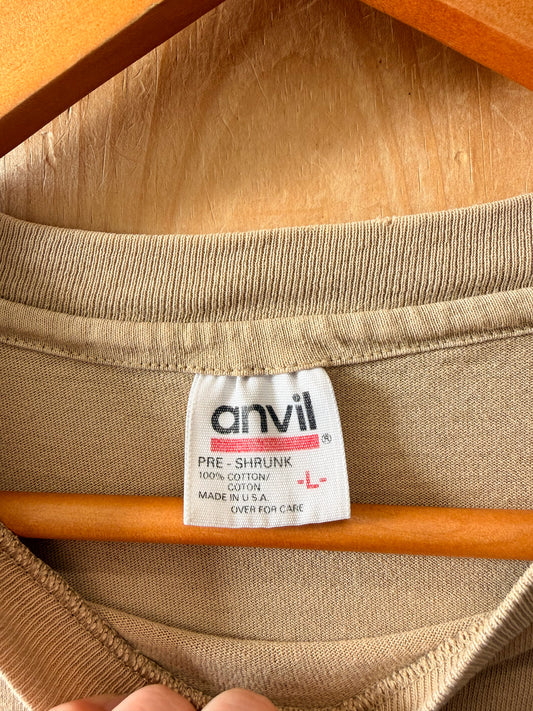 anvil®
PRE - SHRUNK
100% COTTON/
COTON
-L-
MADE IN U.S.A.
OVER FOR CARE